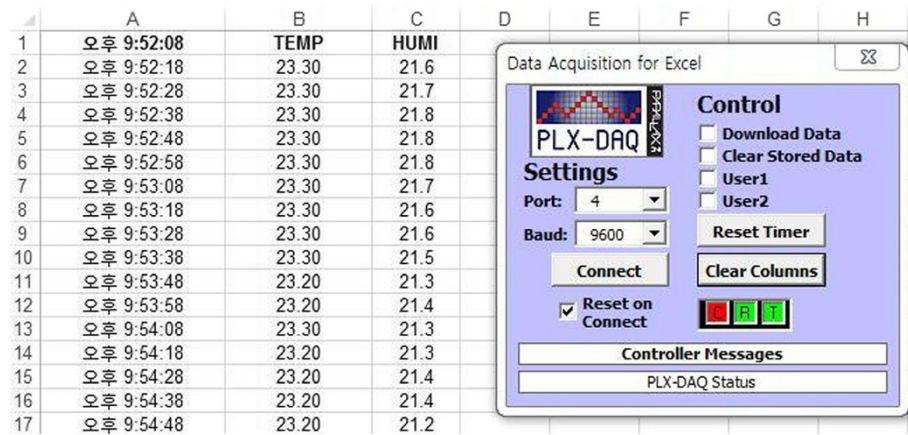 A B C D E F G H
1 오후 9:52:08 TEMP HUMI
2 오후 9:52:18 23.30 21.6
3 오후 9:52:28 23.30 21.7
4 오후 9:52:38 23.30 21.8
5 오후 9:52:48 23.30 21.8
6 오후 9:52:58 23.30 21.8
7 오후 9:53:08 23.30 21.7
8 오후 9:53:18 23.30 21.6
9 오후 9:53:28 23.30 21.6
10 오후 9:53:38 23.30 21.5
11 오후 9:53:48 23.20 21.3
12 오후 9:53:58 23.20 21.4
13 오후 9:54:08 23.30 21.3
14 오후 9:54:18 23.20 21.3
15 오후 9:54:28 23.20 21.4
16 오후 9:54:38 23.20 21.4
17 오후 9:54:48 23.20 21.2
Data Acquisition for Excel
PLX-DAQ
PARALLAX
Settings
Port: 4
Baud: 9600
Connect
Reset on
Connect
Control
Download Data
Clear Stored Data
User1
User2
Reset Timer
Clear Columns
C R T
Controller Messages
PLX-DAQ Status